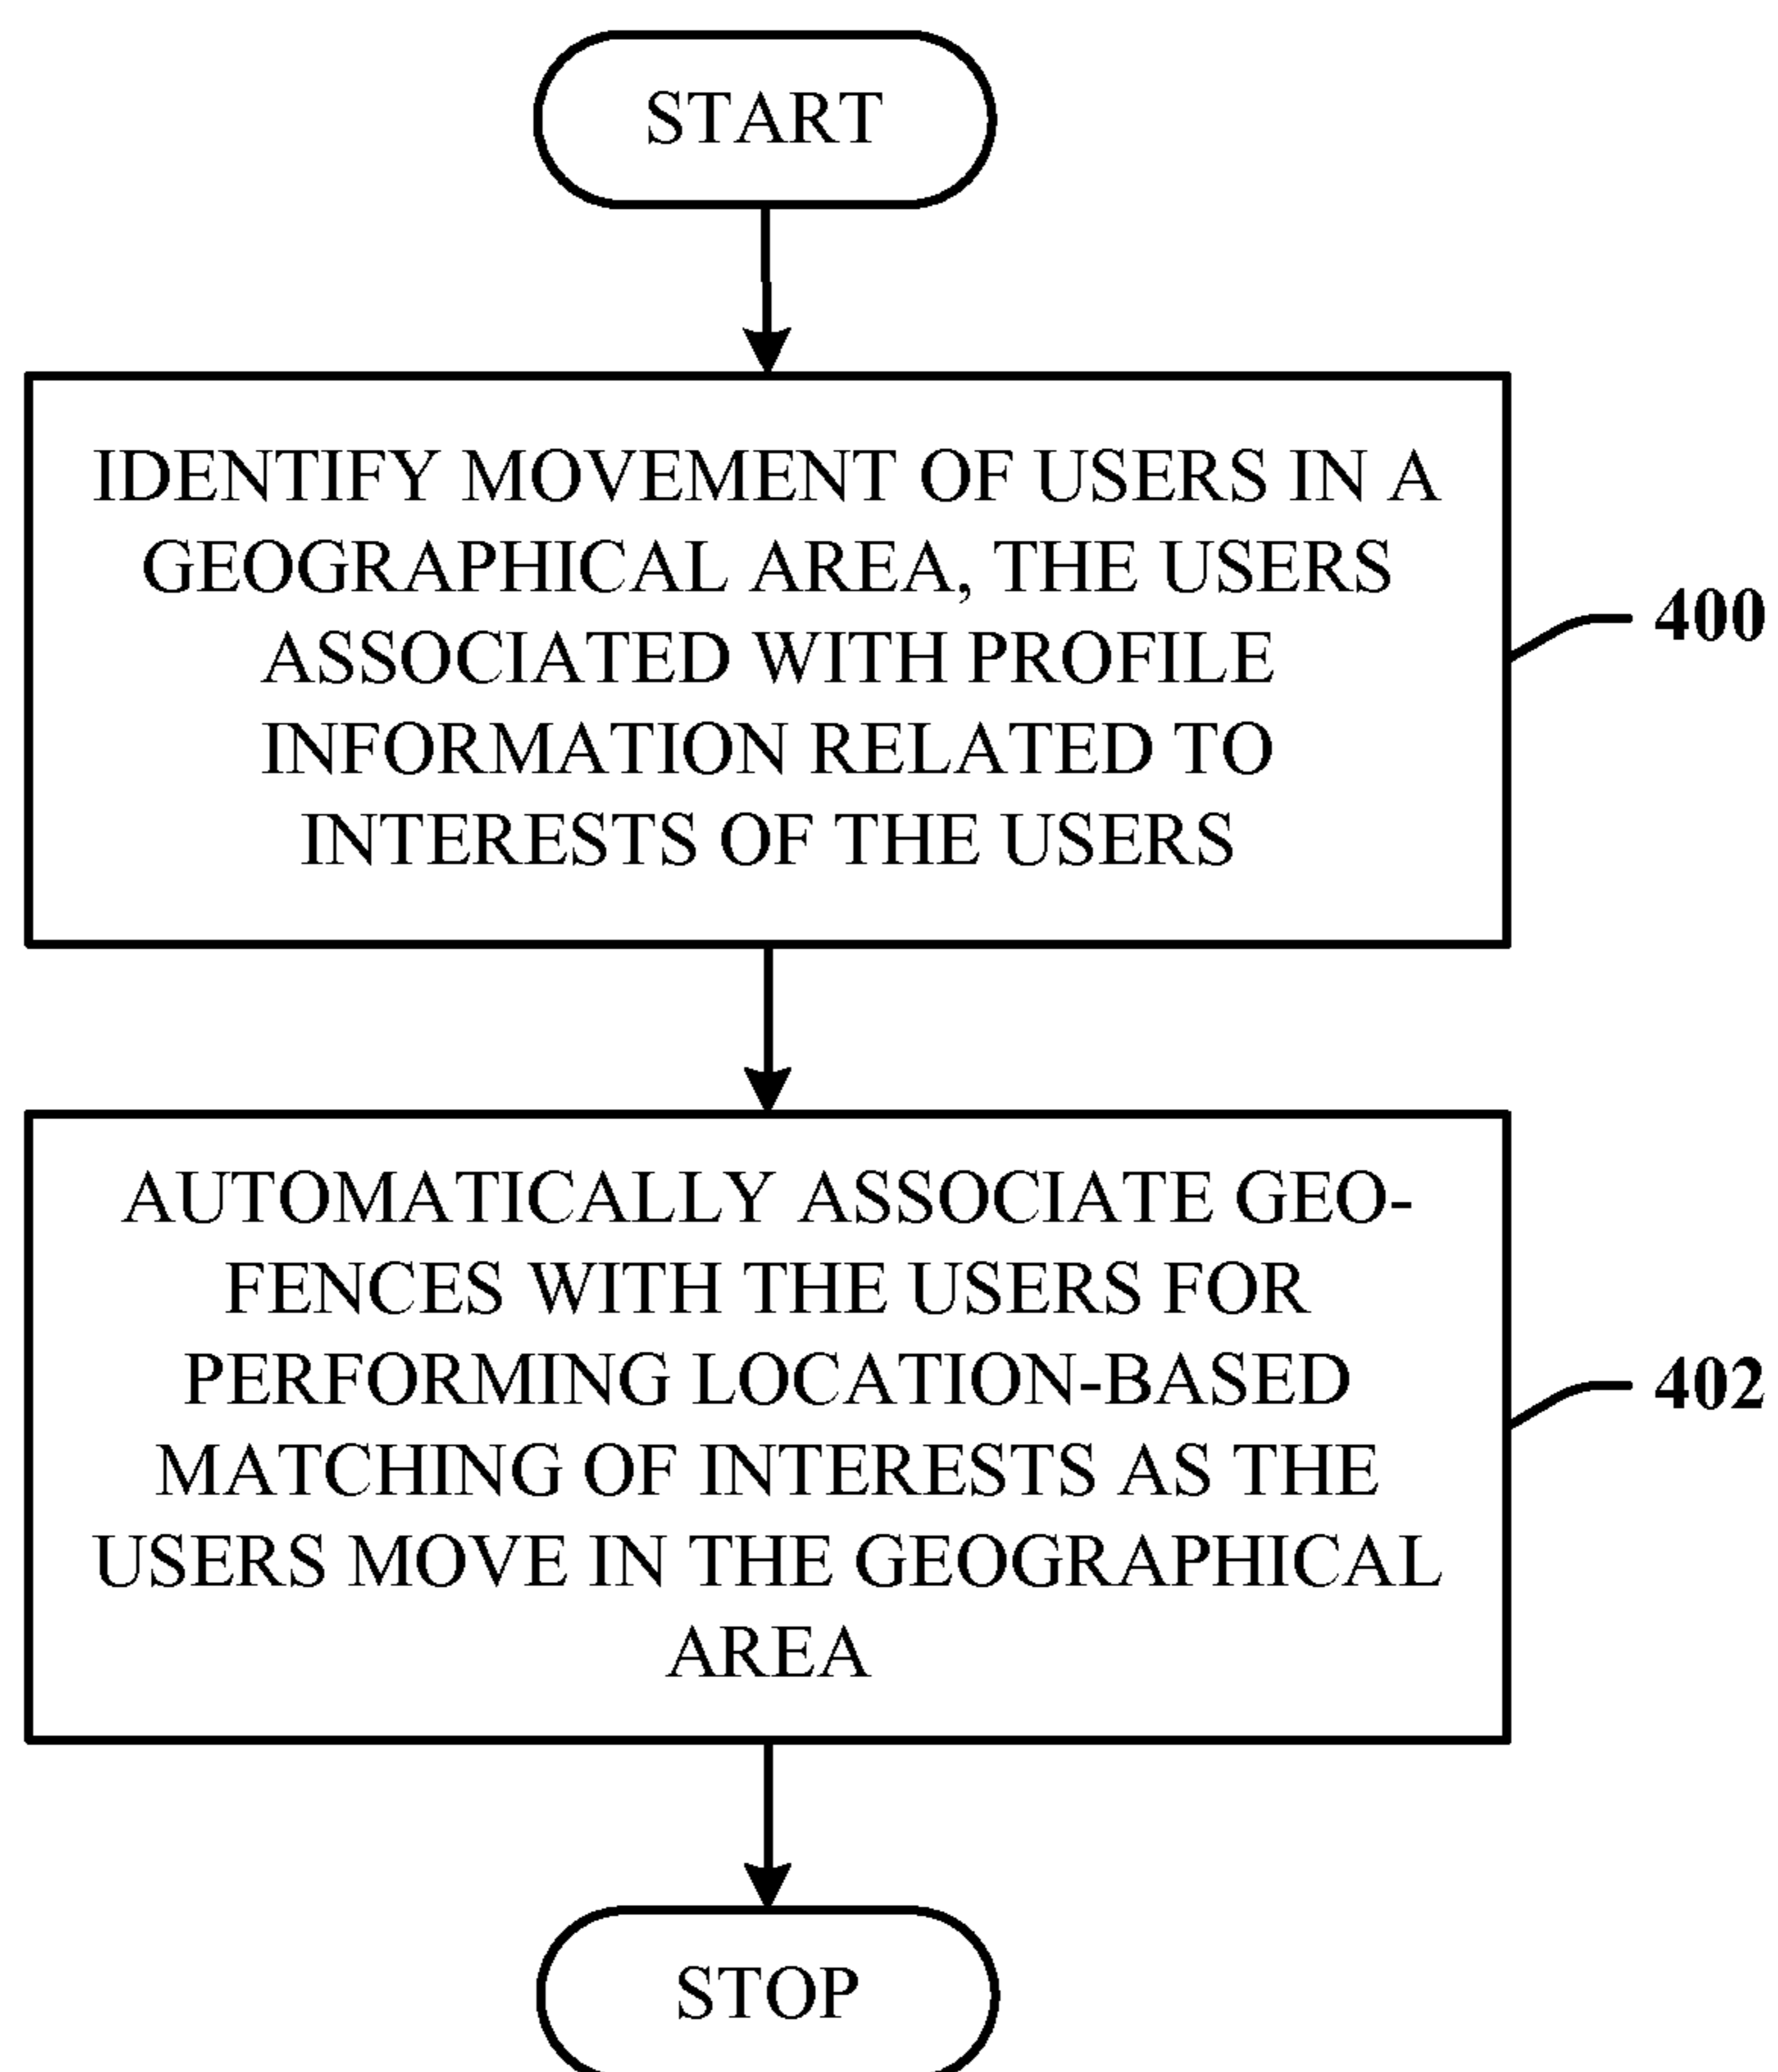 START
IDENTIFY MOVEMENT OF USERS IN A
GEOGRAPHICAL AREA, THE USERS
ASSOCIATED WITH PROFILE
INFORMATION RELATED TO
INTERESTS OF THE USERS
400
AUTOMATICALLY ASSOCIATE GEO-
FENCES WITH THE USERS FOR
PERFORMING LOCATION-BASED
MATCHING OF INTERESTS AS THE
USERS MOVE IN THE GEOGRAPHICAL
AREA
402
STOP